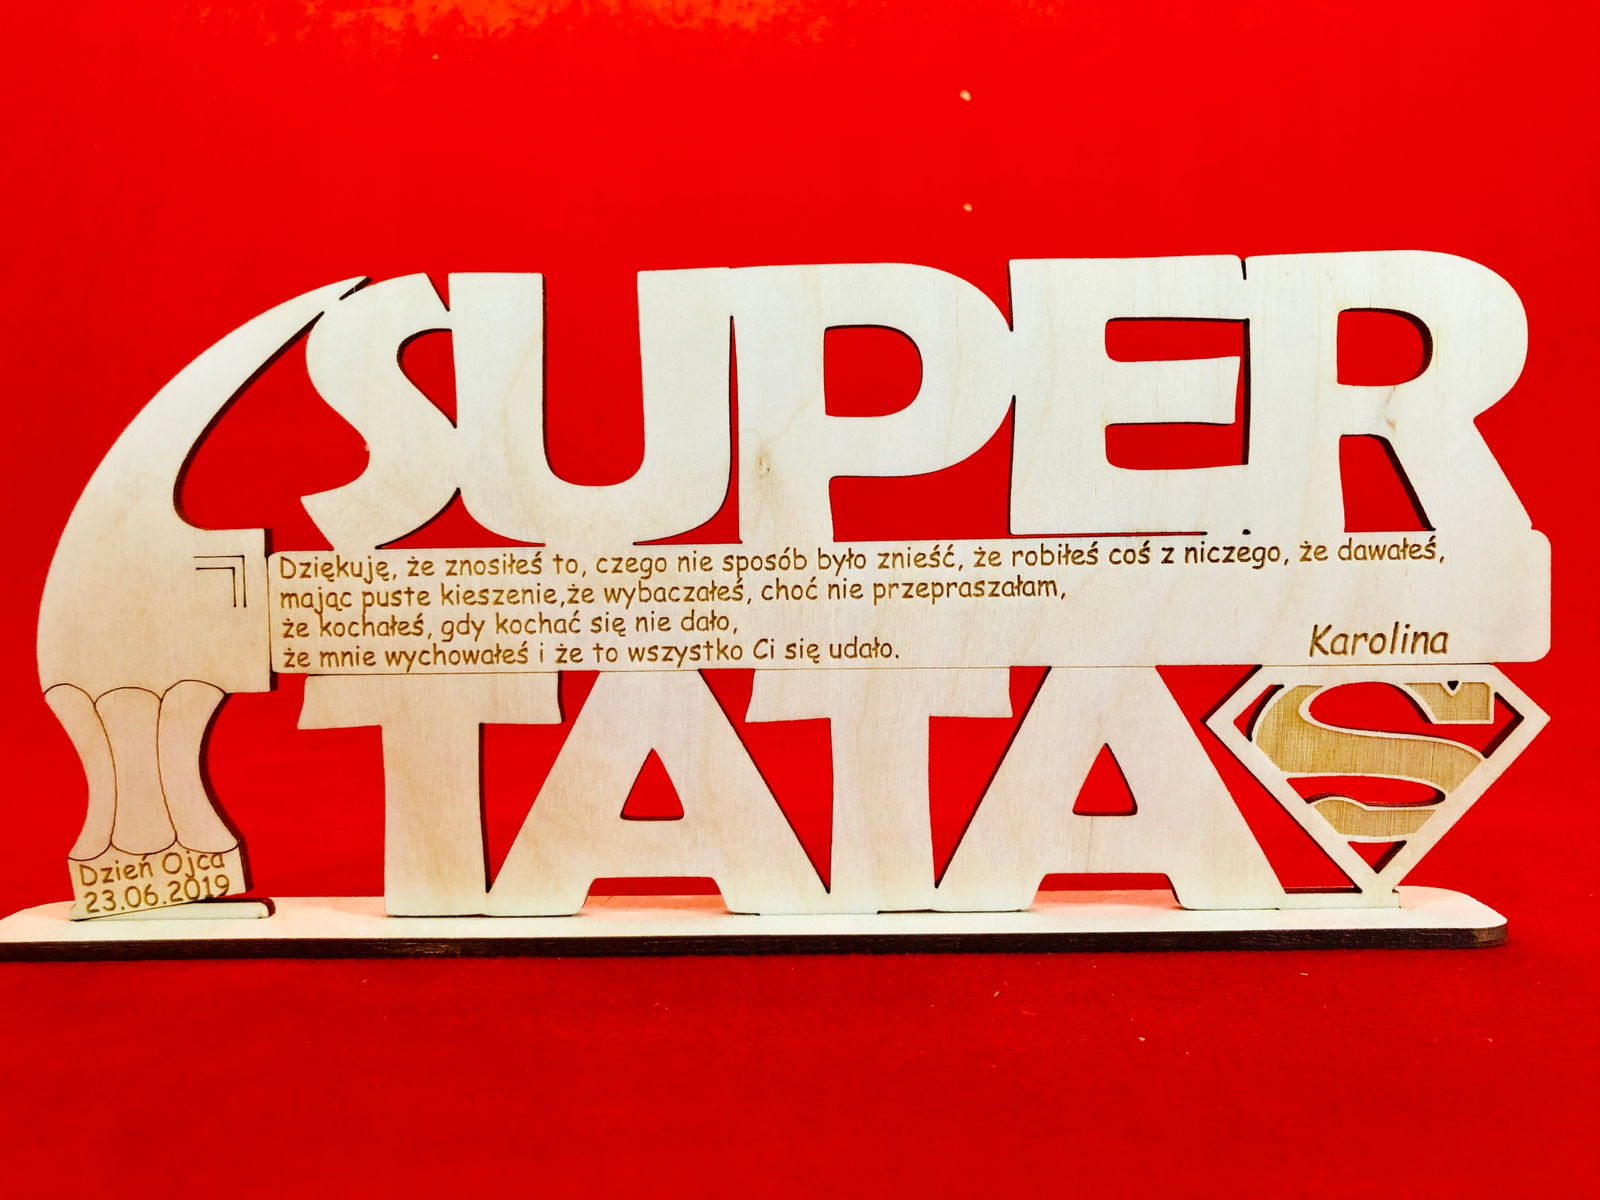 SUPER
Dziękuję, że znosiłeś to, czego nie sposób było znieść, że robiłeś coś z niczego, że dawałeś,
mając puste kieszenie,że wybaczałeś, choć nie przepraszałam,
że kochałeś, gdy kochać się nie dało,
że mnie wychowałeś i że to wszystko Ci się udało.
Karolina
TATA
S
Dzień Ojca
23.06.2019